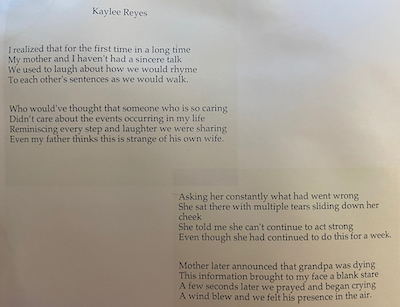 Kaylee Reyes
I realized that for the first time in a long time
My mother and I haven't had a sincere talk
We used to laugh about how we would rhyme
To each other's sentences as we would walk.
Who would've thought that someone who is so caring
Didn't care about the events occurring in my life
Reminiscing every step and laughter we were sharing
Even my father thinks this is strange of his own wife.
Asking her constantly what had went wrong
She sat there with multiple tears sliding down her
cheek
She told me she can't continue to act strong
Even though she had continued to do this for a week.
Mother later announced that grandpa was dying
This information brought to my face a blank stare
A few seconds later we prayed and began crying
A wind blew and we felt his presence in the air.